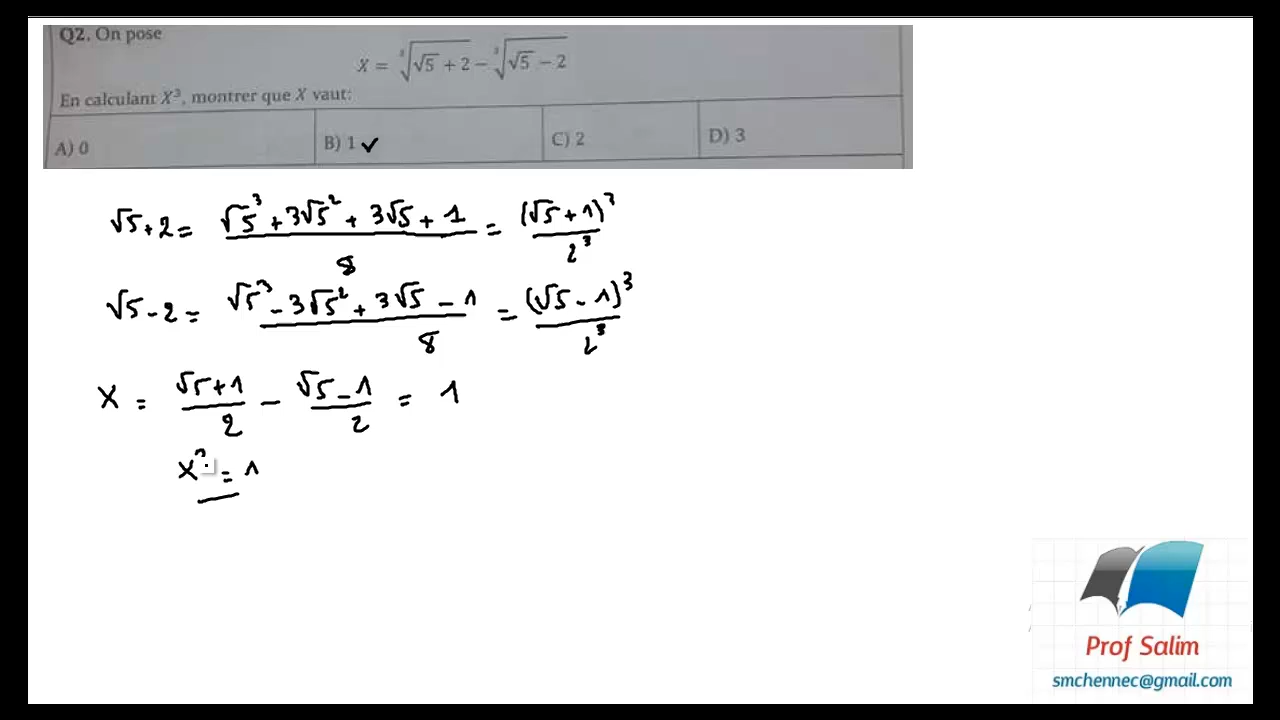 Q2. On pose
X = ∛(√5 + 2) − ∛(√5 − 2)
En calculant X³, montrer que X vaut:
A) 0 B) 1 ✓ C) 2 D) 3
√5+2 = (√5³ + 3√5² + 3√5 + 1)/8 = (√5+1)³/2³
√5−2 = (√5³ − 3√5² + 3√5 − 1)/8 = (√5−1)³/2³
X = (√5+1)/2 − (√5−1)/2 = 1
X³ = 1
Prof Salim
smchennec@gmail.com